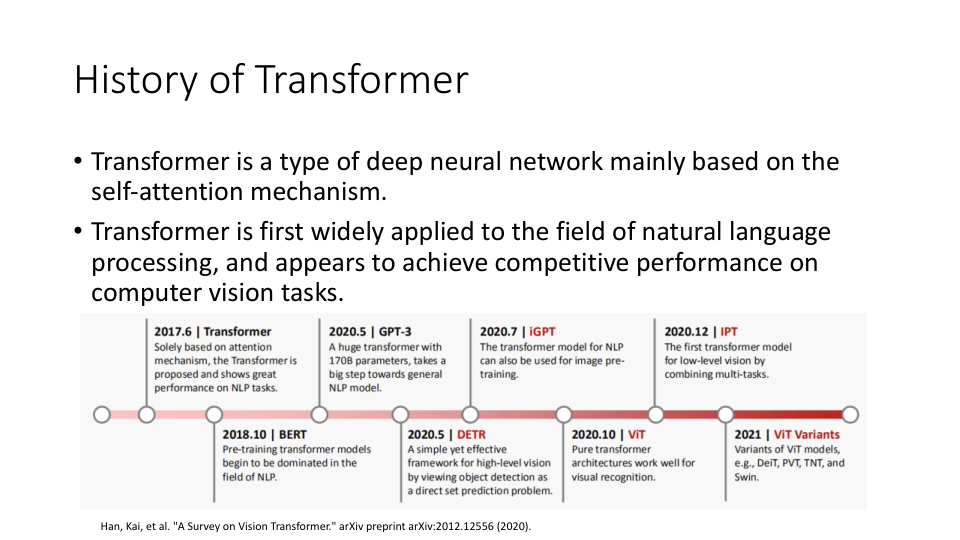 History of Transformer
• Transformer is a type of deep neural network mainly based on the
self-attention mechanism.
• Transformer is first widely applied to the field of natural language
processing, and appears to achieve competitive performance on
computer vision tasks.
2017.6 | Transformer
Solely based on attention
mechanism, the Transformer is
proposed and shows great
performance on NLP tasks.
2020.5 | GPT-3
A huge transformer with
170B parameters, takes a
big step towards general
NLP model.
2020.7 | iGPT
The transformer model for NLP
can also be used for image pre-
training.
2020.12 | IPT
The first transformer model
for low-level vision by
combining multi-tasks.
2018.10 | BERT
Pre-training transformer models
begin to be dominated in the
field of NLP.
2020.5 | DETR
A simple yet effective
framework for high-level vision
by viewing object detection as
a direct set prediction problem.
2020.10 | ViT
Pure transformer
architectures work well for
visual recognition.
2021 | ViT Variants
Variants of ViT models,
e.g., DeiT, PVT, TNT, and
Swin.
Han, Kai, et al. "A Survey on Vision Transformer." arXiv preprint arXiv:2012.12556 (2020).